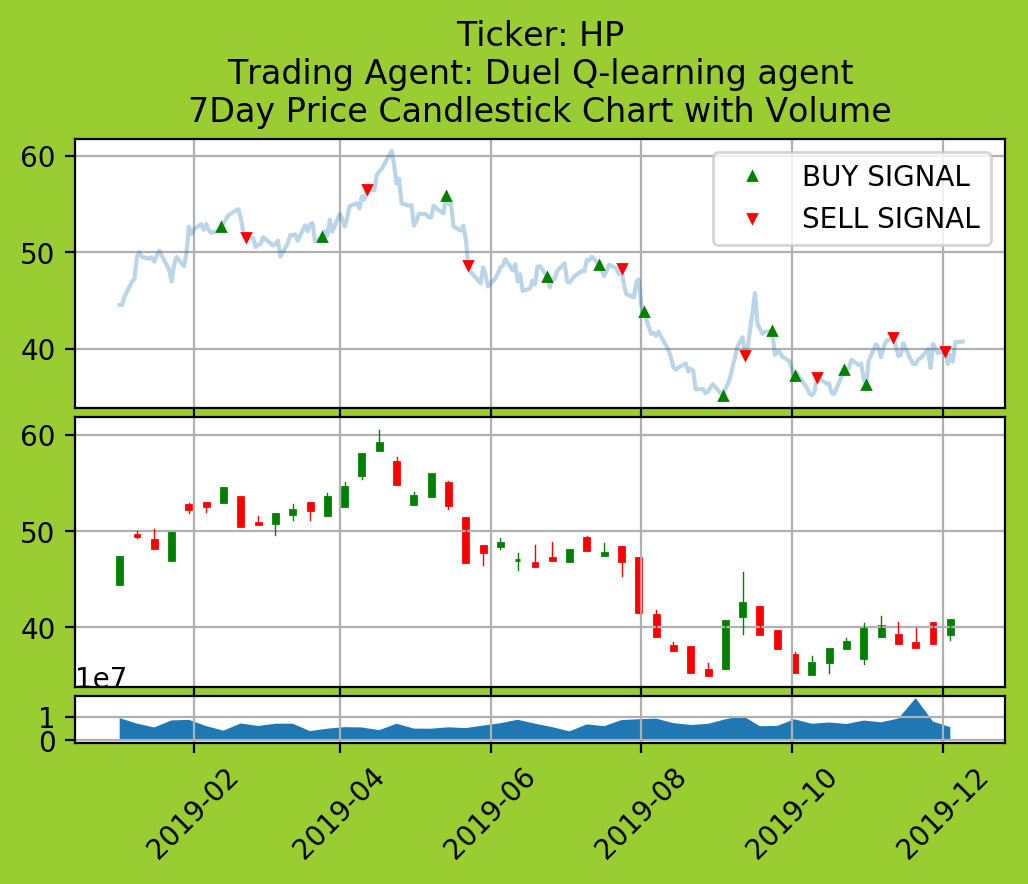 Ticker: HP
Trading Agent: Duel Q-learning agent
7Day Price Candlestick Chart with Volume
60
50
40
BUY SIGNAL
SELL SIGNAL
60
50
40
1e7
1
0
2019-02
2019-04
2019-06
2019-08
2019-10
2019-12